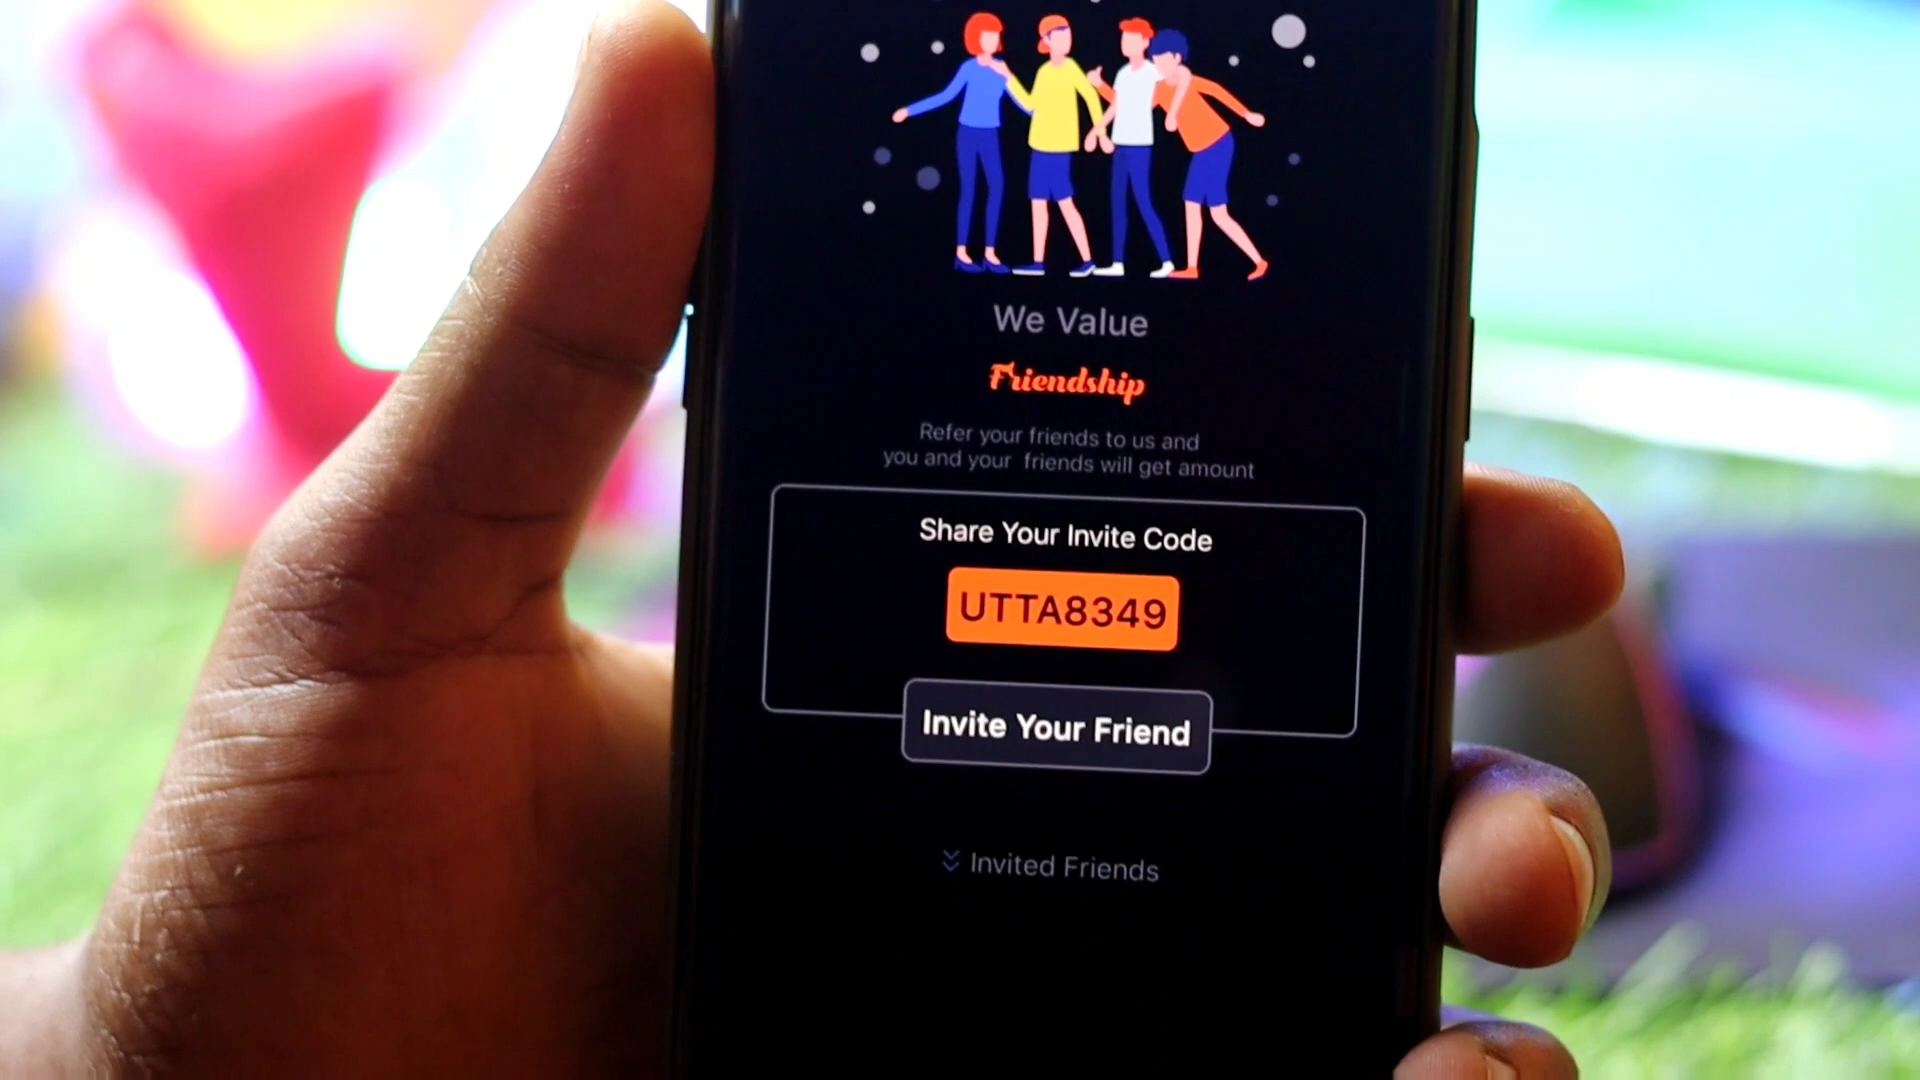 We Value
Friendship
Refer your friends to us and
you and your friends will get amount
Share Your Invite Code
UTTA8349
Invite Your Friend
Invited Friends